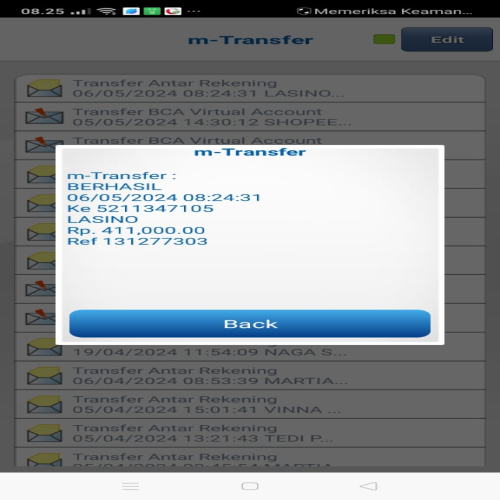 08.25 ... Memeriksa Keaman...
m-Transfer
Edit
Transfer Antar Rekening
06/05/2024 08:24:31 LASINO...
Transfer BCA Virtual Account
05/05/2024 14:30:12 SHOPEE...
Transfer BCA Virtual Account
m-Transfer
m-Transfer :
BERHASIL
06/05/2024 08:24:31
Ke 5211347105
LASINO
Rp. 411,000.00
Ref 131277303
Back
19/04/2024 11:54:09 NAGA S...
Transfer Antar Rekening
06/04/2024 08:53:39 MARTIA...
Transfer Antar Rekening
05/04/2024 15:01:41 VINNA ...
Transfer Antar Rekening
05/04/2024 13:21:43 TEDI P...
Transfer Antar Rekening